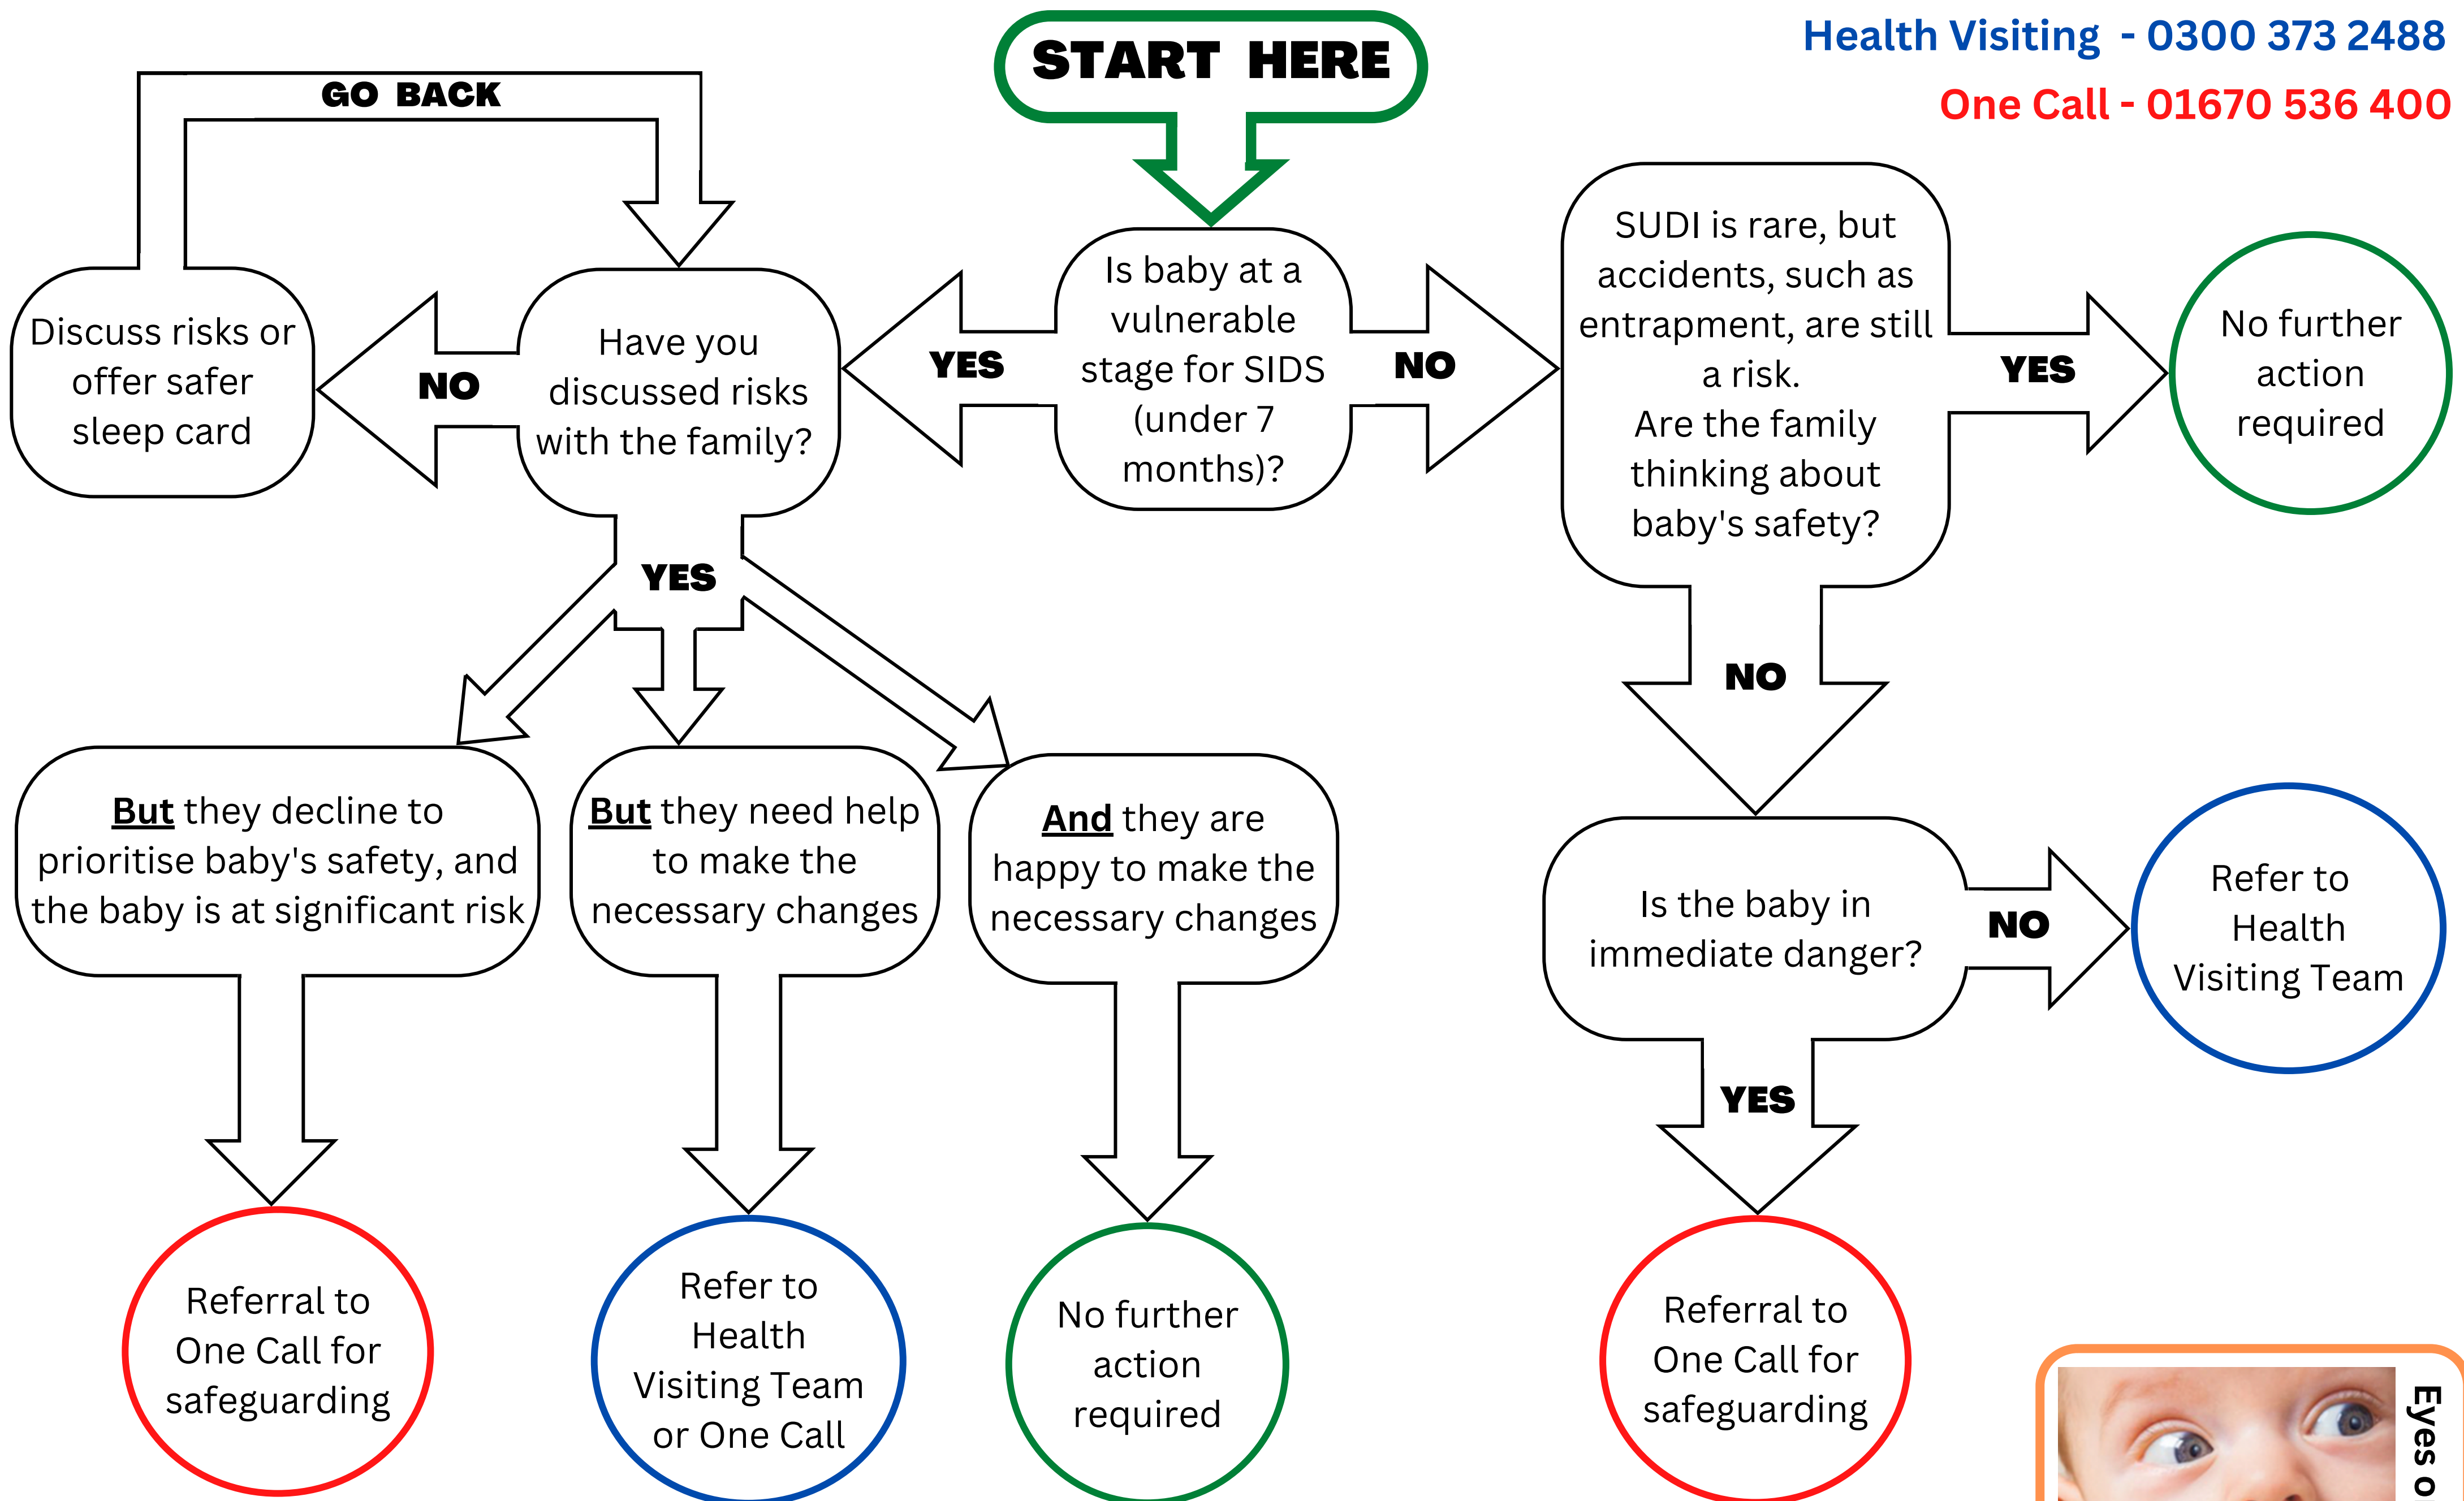 START HERE
Health Visiting - 0300 373 2488
One Call - 01670 536 400
GO BACK
Is baby at a
vulnerable
stage for SIDS
(under 7
months)?
YES
NO
Have you
discussed risks
with the family?
NO
Discuss risks or
offer safer
sleep card
SUDI is rare, but
accidents, such as
entrapment, are still
a risk.
Are the family
thinking about
baby's safety?
YES
No further
action
required
YES
NO
But they decline to
prioritise baby's safety, and
the baby is at significant risk
But they need help
to make the
necessary changes
And they are
happy to make the
necessary changes
Is the baby in
immediate danger?
NO
Refer to
Health
Visiting Team
YES
Referral to
One Call for
safeguarding
Refer to
Health
Visiting Team
or One Call
No further
action
required
Referral to
One Call for
safeguarding
Eyes o